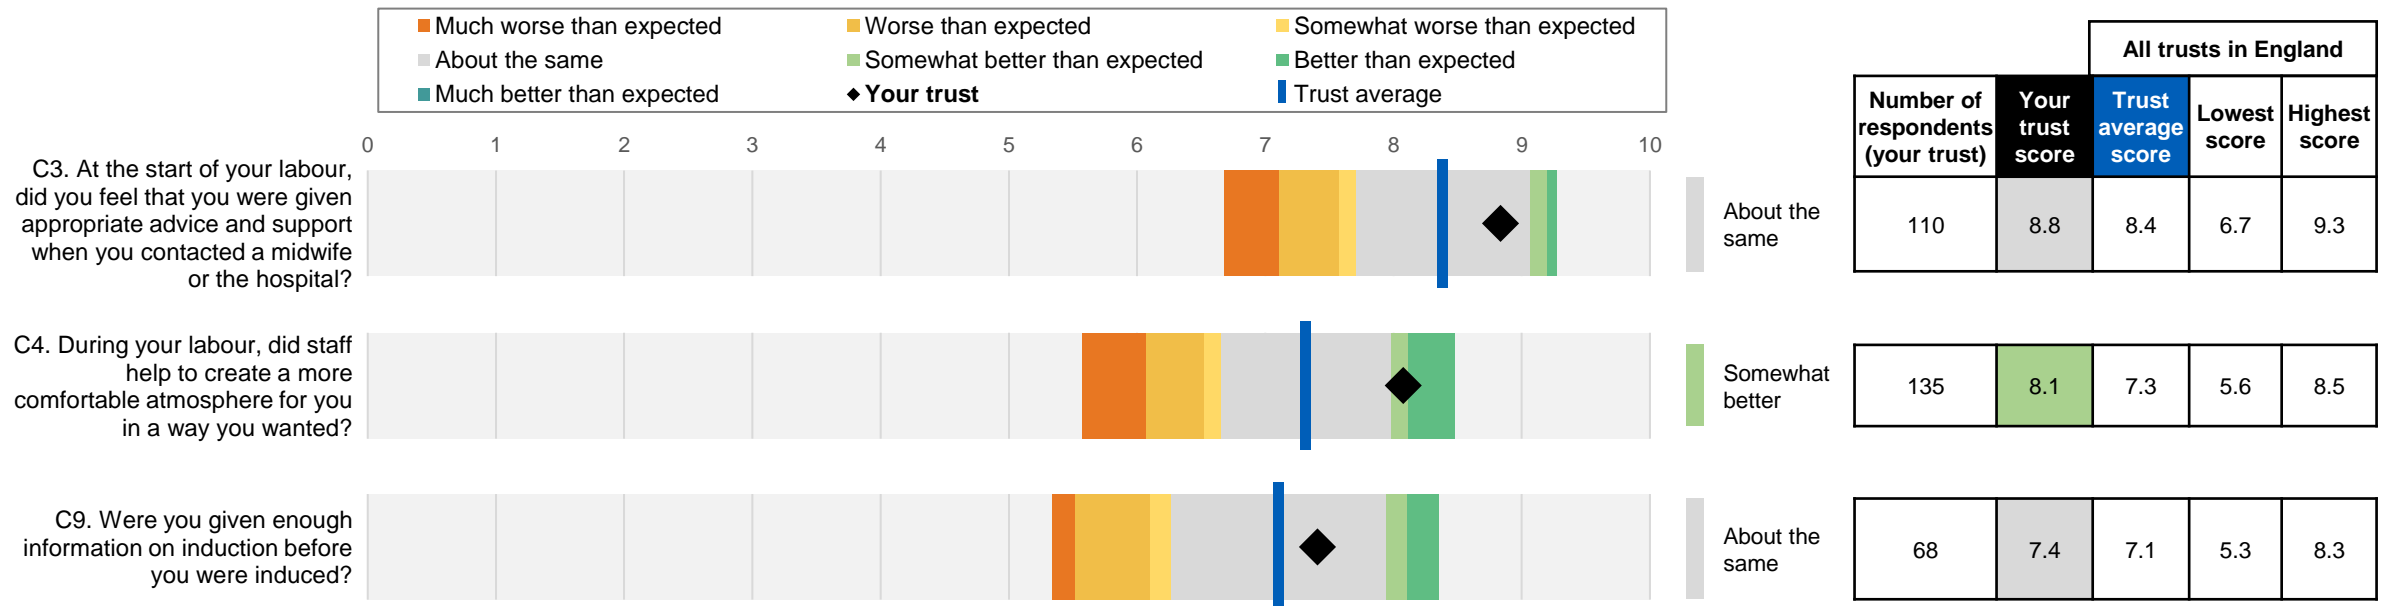 Much worse than expected
Worse than expected
Somewhat worse than expected
About the same
Somewhat better than expected
Better than expected
Much better than expected
Your trust
Trust average
All trusts in England
Number of
respondents
(your trust)
Your
trust
score
Trust
average
score
Lowest
score
Highest
score
0 1 2 3 4 5 6 7 8 9 10
C3. At the start of your labour,
did you feel that you were given
appropriate advice and support
when you contacted a midwife
or the hospital?
About the
same
110 8.8 8.4 6.7 9.3
C4. During your labour, did staff
help to create a more
comfortable atmosphere for you
in a way you wanted?
Somewhat
better
135 8.1 7.3 5.6 8.5
C9. Were you given enough
information on induction before
you were induced?
About the
same
68 7.4 7.1 5.3 8.3